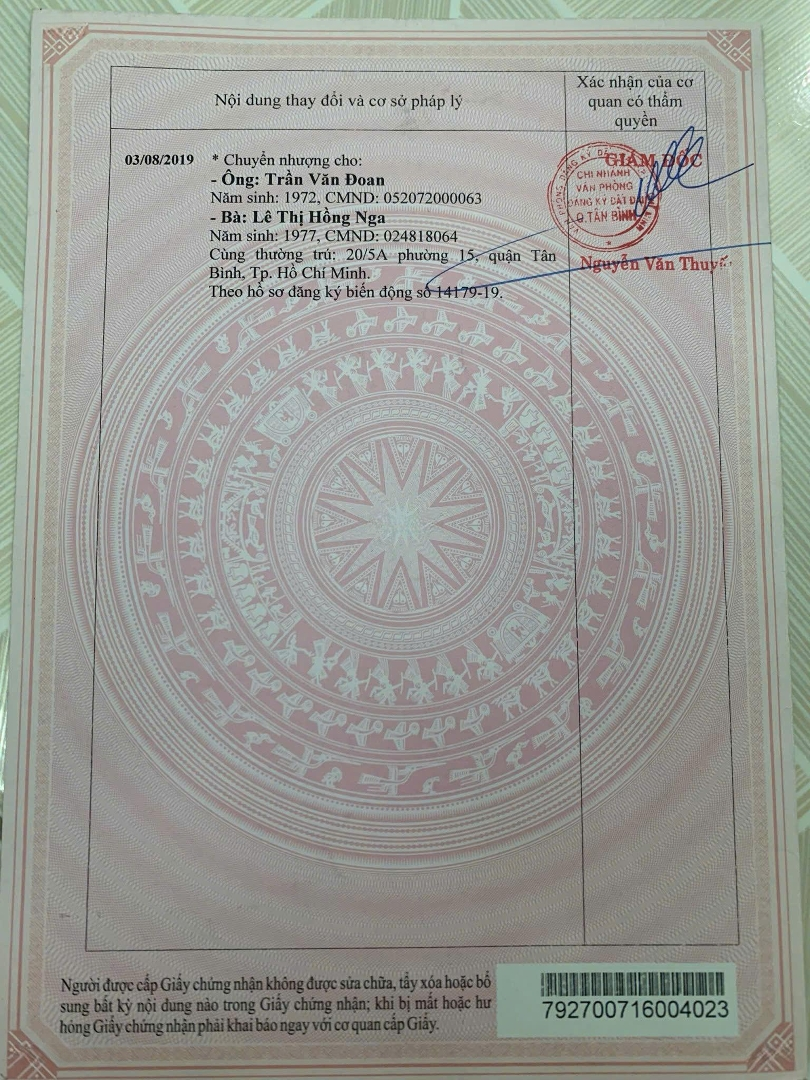 Nội dung thay đổi và cơ sở pháp lý
Xác nhận của cơ
quan có thẩm
quyền
03/08/2019 * Chuyển nhượng cho:
- Ông: Trần Văn Đoan
Năm sinh: 1972, CMND: 052072000063
- Bà: Lê Thị Hồng Nga
Năm sinh: 1977, CMND: 024818064
Cùng thường trú: 20/5A phường 15, quận Tân
Bình, Tp. Hồ Chí Minh.
Theo hồ sơ đăng ký biến động số 14179-19.
GIÁM ĐỐC
CHI NHÁNH
VĂN PHÒNG
ĐĂNG KÝ ĐẤT ĐAI
Q.TÂN BÌNH
Nguyễn Văn Thuỷ
Người được cấp Giấy chứng nhận không được sửa chữa, tẩy xóa hoặc bổ
sung bất kỳ nội dung nào trong Giấy chứng nhận; khi bị mất hoặc hư
hỏng Giấy chứng nhận phải khai báo ngay với cơ quan cấp Giấy.
792700716004023